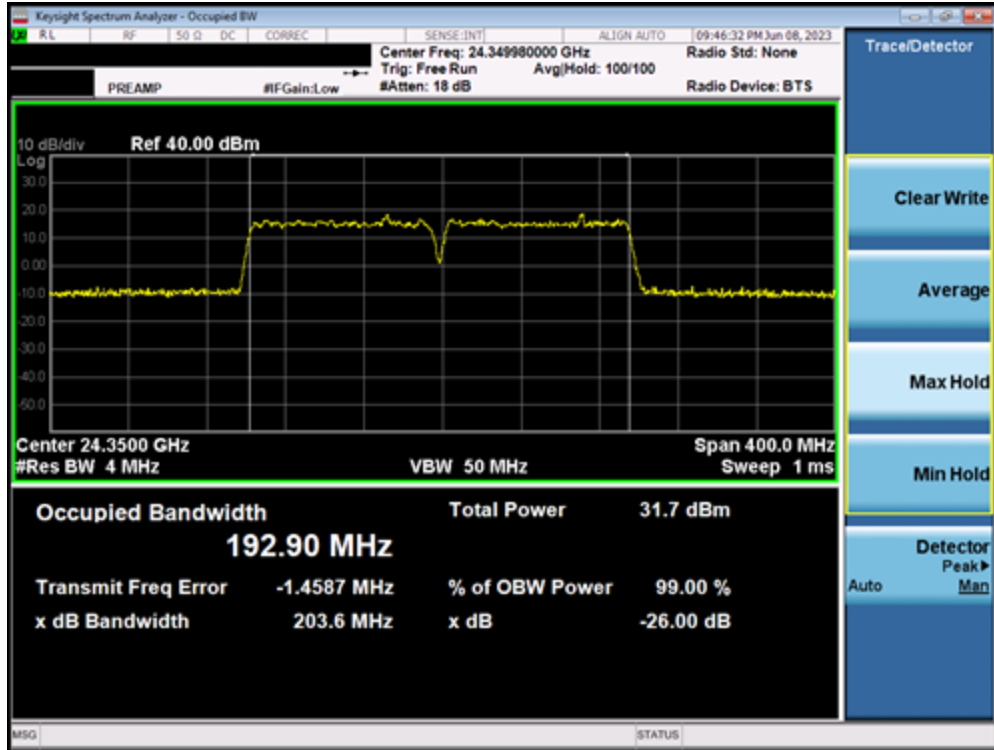 Keysight Spectrum Analyzer - Occupied BW
RL RF 50 Ω DC CORREC SENSE:INT ALIGN AUTO 09:46:32 PM Jun 08, 2023
Center Freq: 24.349980000 GHz Radio Std: None
Trig: Free Run Avg|Hold: 100/100
PREAMP #IFGain:Low #Atten: 18 dB Radio Device: BTS
Trace/Detector
10 dB/div Ref 40.00 dBm
Log
30.0
20.0
10.0
0.00
-10.0
-20.0
-30.0
-40.0
-50.0
Center 24.3500 GHz Span 400.0 MHz
#Res BW 4 MHz VBW 50 MHz Sweep 1 ms
Occupied Bandwidth Total Power 31.7 dBm
192.90 MHz
Transmit Freq Error -1.4587 MHz % of OBW Power 99.00 %
x dB Bandwidth 203.6 MHz x dB -26.00 dB
Clear Write
Average
Max Hold
Min Hold
Detector
Peak
Auto Man
MSG STATUS